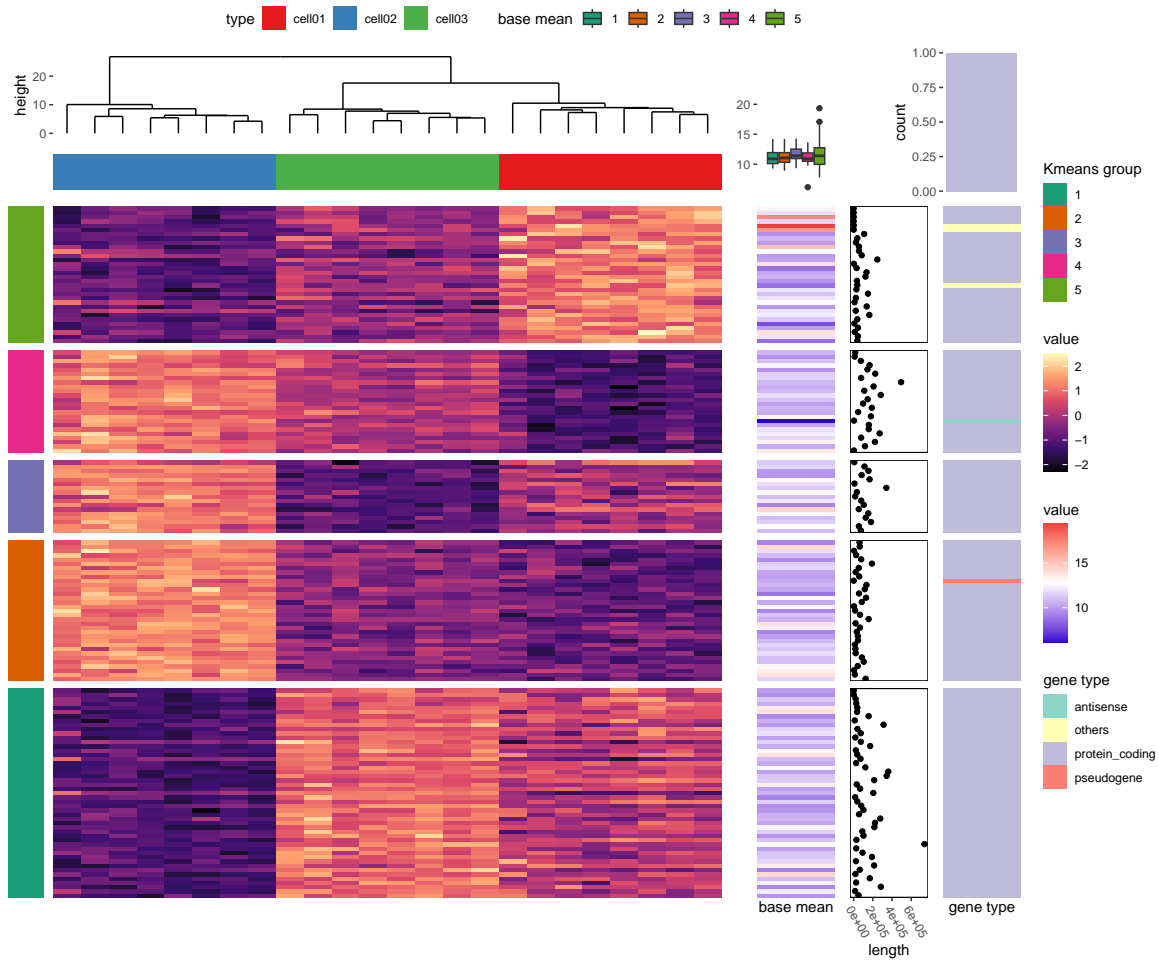 type cell01 cell02 cell03 base mean 1 2 3 4 5
height
20
10
0
20
15
10
count
1.00
0.75
0.50
0.25
0.00
Kmeans group
1
2
3
4
5
value
2
1
0
−1
−2
value
15
10
gene type
antisense
others
protein_coding
pseudogene
base mean
0e+00
2e+05
4e+05
6e+05
length
gene type